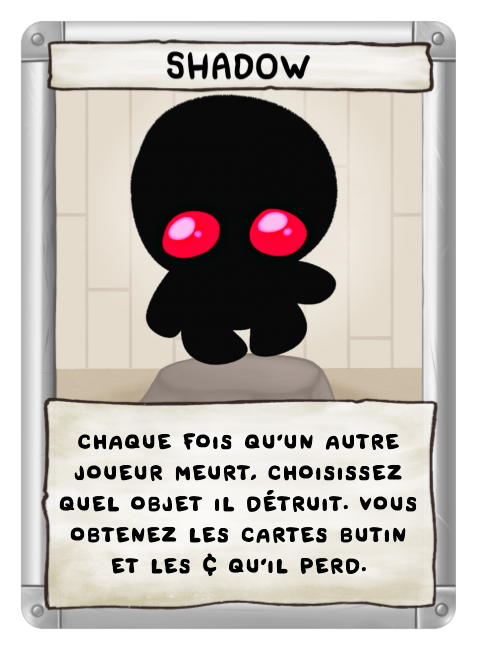 SHADOW
CHAQUE FOIS QU'UN AUTRE
JOUEUR MEURT, CHOISISSEZ
QUEL OBJET IL DÉTRUIT. VOUS
OBTENEZ LES CARTES BUTIN
ET LES ¢ QU'IL PERD.